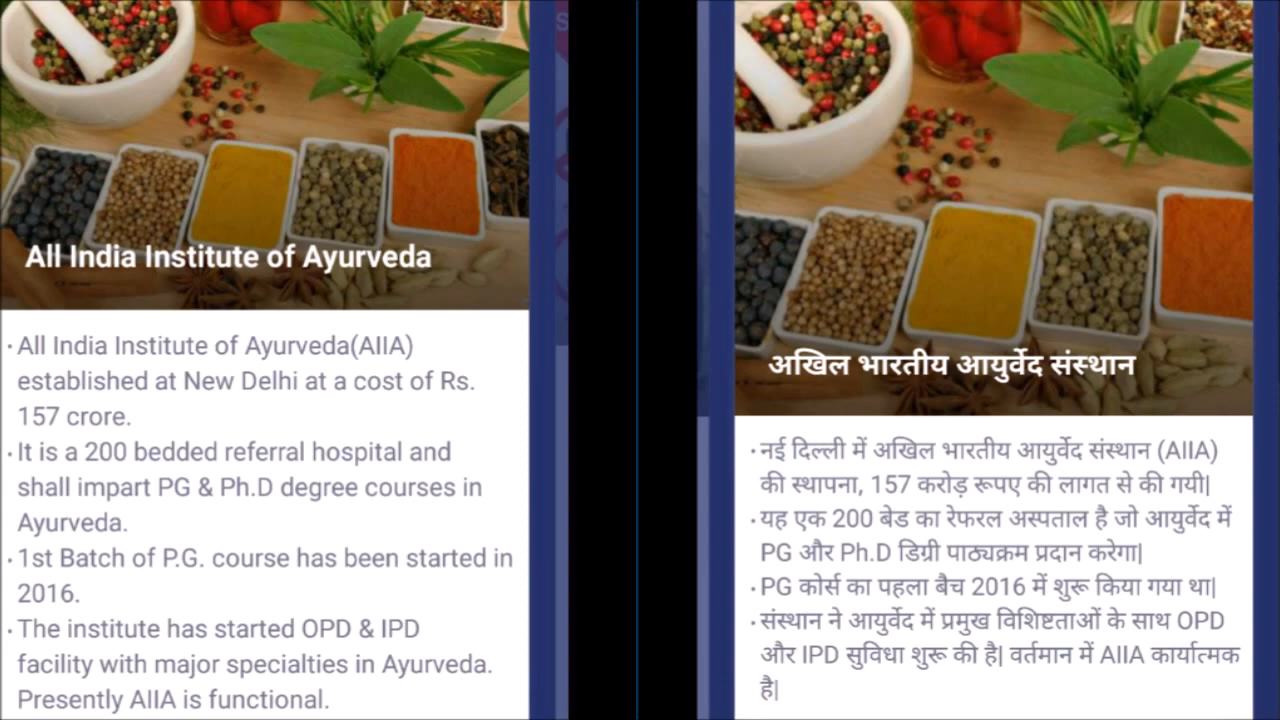 All India Institute of Ayurveda
· All India Institute of Ayurveda(AIIA)
established at New Delhi at a cost of Rs.
157 crore.
· It is a 200 bedded referral hospital and
shall impart PG & Ph.D degree courses in
Ayurveda.
· 1st Batch of P.G. course has been started in
2016.
· The institute has started OPD & IPD
facility with major specialties in Ayurveda.
Presently AIIA is functional.
अखिल भारतीय आयुर्वेद संस्थान
· नई दिल्ली में अखिल भारतीय आयुर्वेद संस्थान (AIIA)
की स्थापना, 157 करोड़ रूपए की लागत से की गयी|
· यह एक 200 बेड का रेफरल अस्पताल है जो आयुर्वेद में
PG और Ph.D डिग्री पाठ्यक्रम प्रदान करेगा|
· PG कोर्स का पहला बैच 2016 में शुरू किया गया था|
· संस्थान ने आयुर्वेद में प्रमुख विशिष्टताओं के साथ OPD
और IPD सुविधा शुरू की है| वर्तमान में AIIA कार्यात्मक
है|